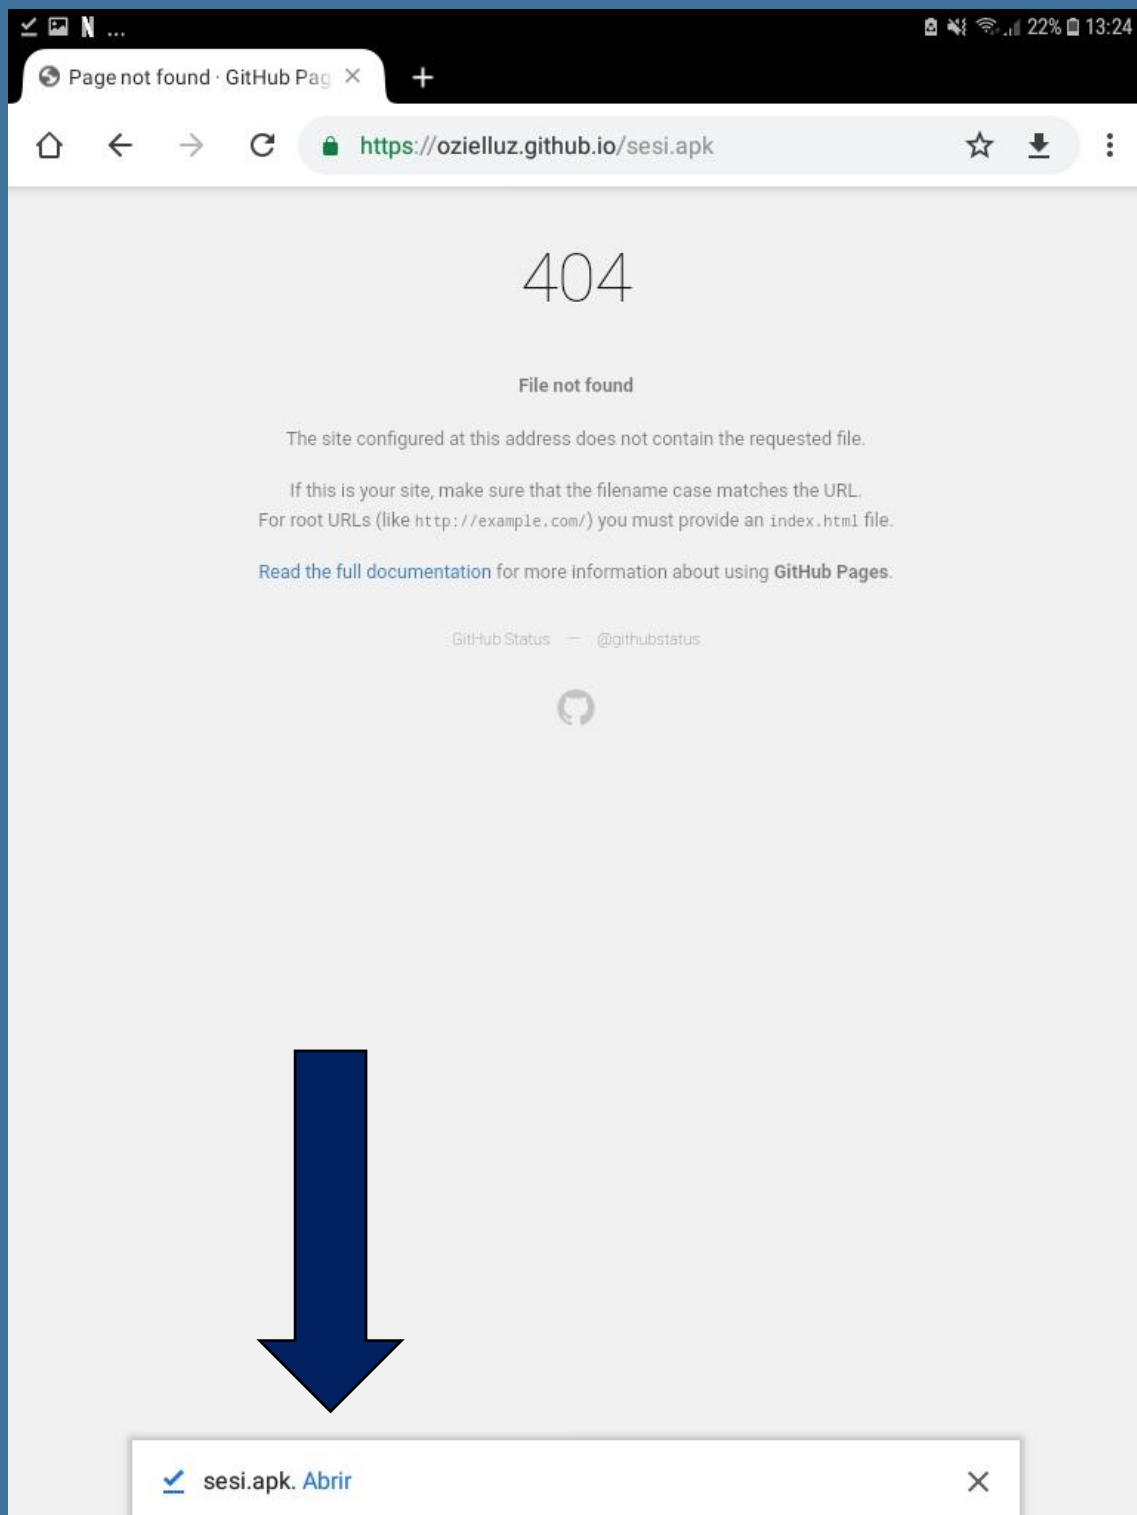 N ... 22% 13:24
Page not found · GitHub Pag
https://ozielluz.github.io/sesi.apk
404
File not found
The site configured at this address does not contain the requested file.
If this is your site, make sure that the filename case matches the URL.
For root URLs (like http://example.com/) you must provide an index.html file.
Read the full documentation for more information about using GitHub Pages.
GitHub Status — @githubstatus
sesi.apk. Abrir